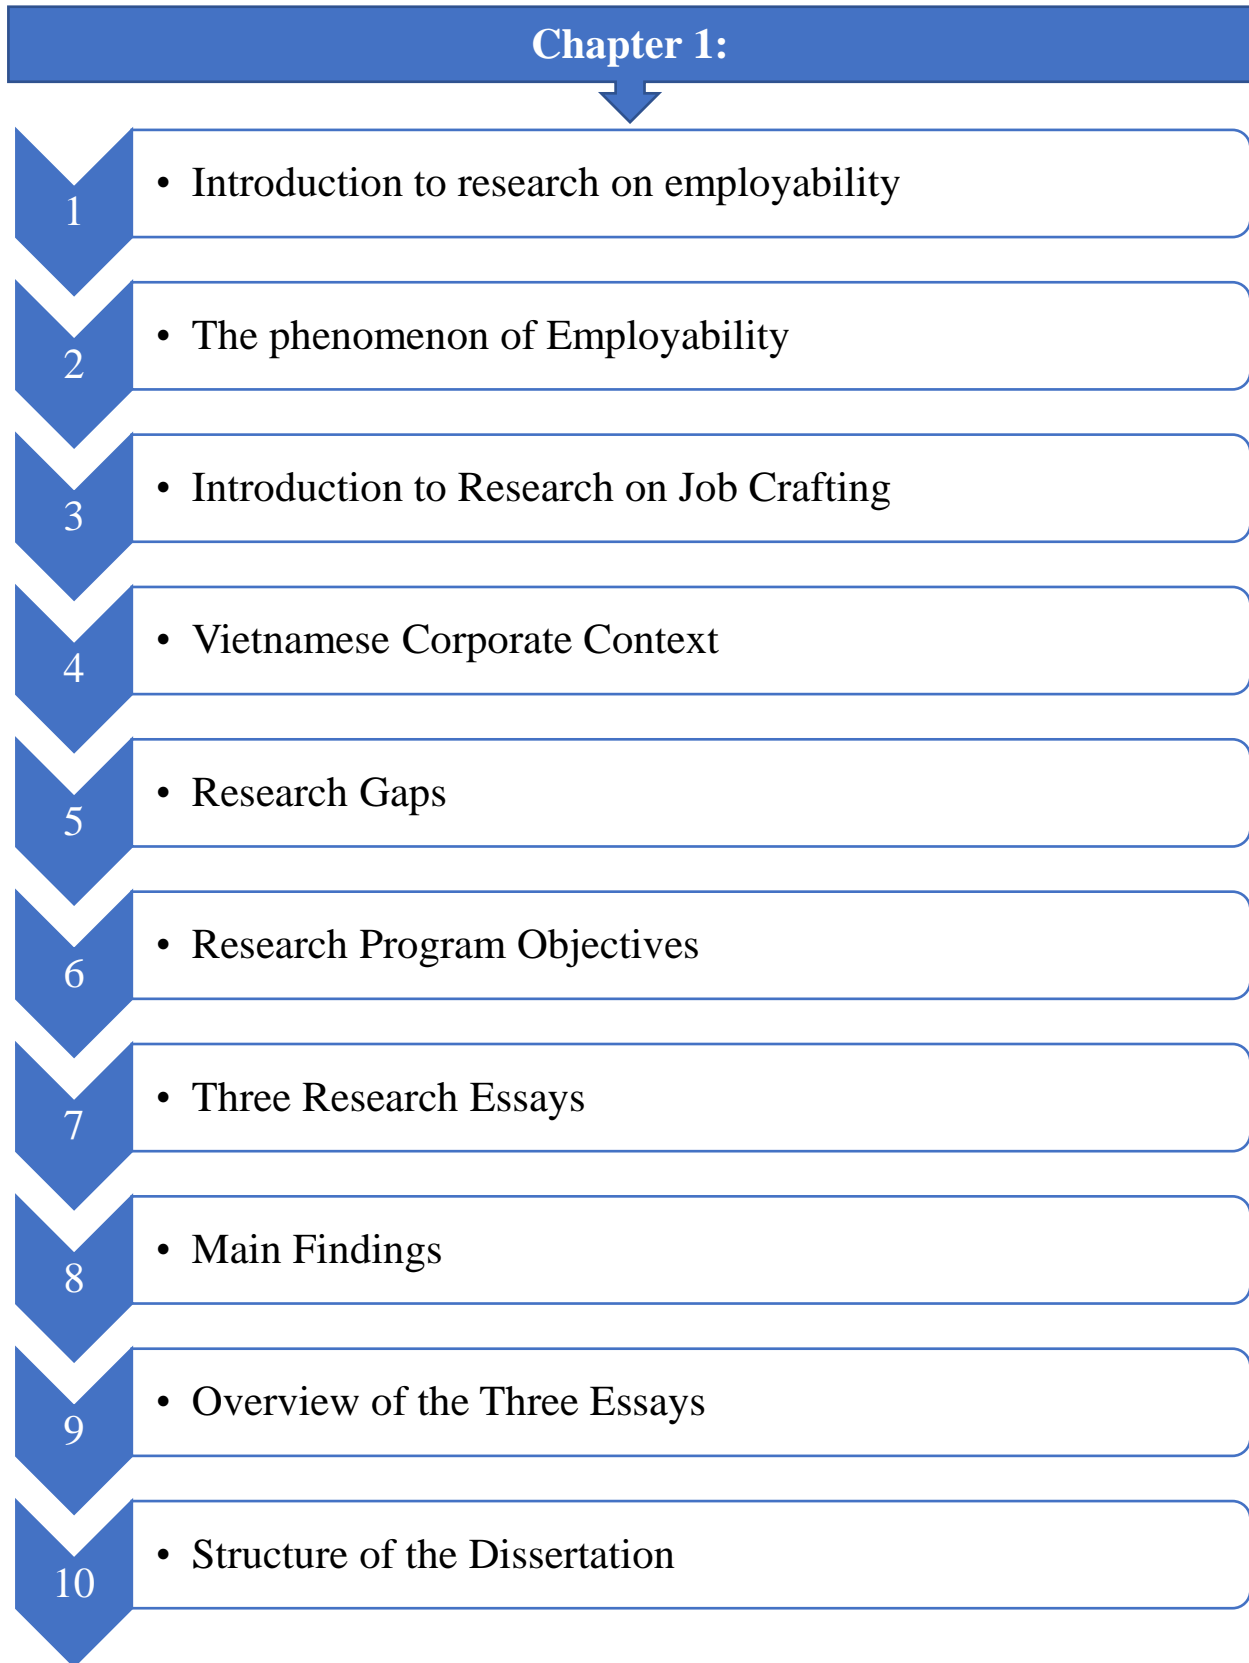 Chapter 1:
1
• Introduction to research on employability
2
• The phenomenon of Employability
3
• Introduction to Research on Job Crafting
4
• Vietnamese Corporate Context
5
• Research Gaps
6
• Research Program Objectives
7
• Three Research Essays
8
• Main Findings
9
• Overview of the Three Essays
10
• Structure of the Dissertation